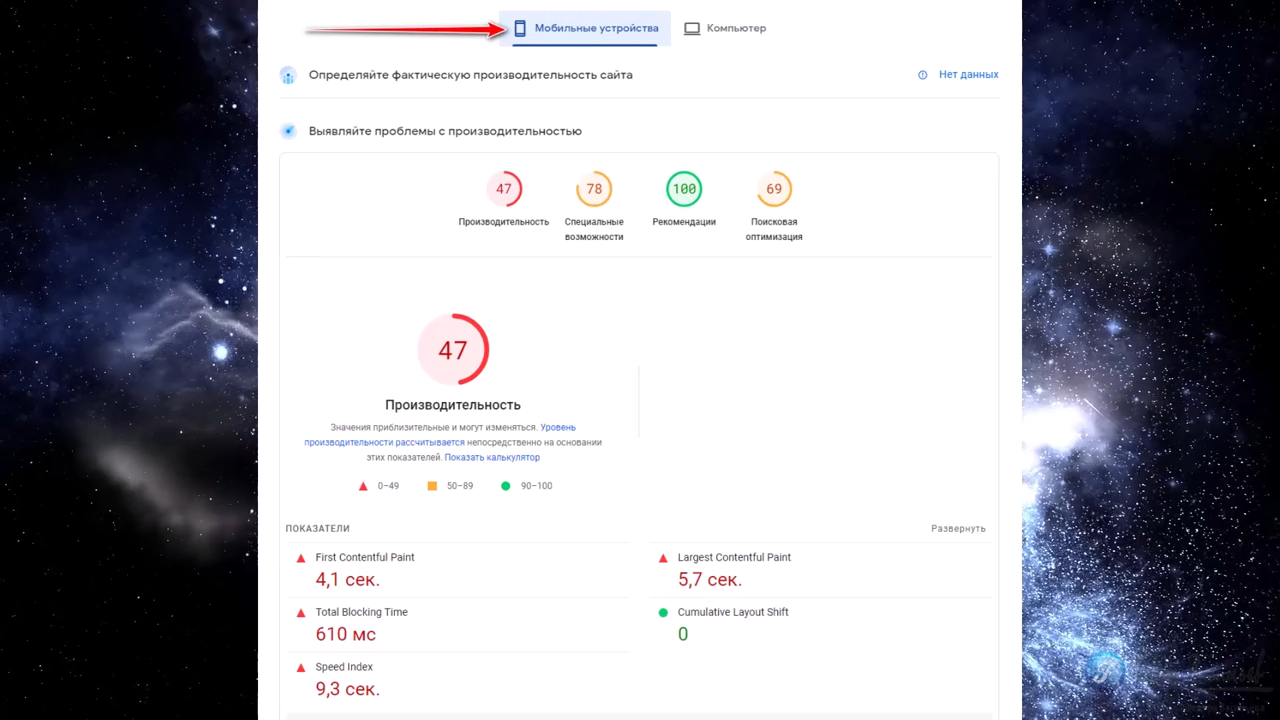 Мобильные устройства
Компьютер
Определяйте фактическую производительность сайта
Нет данных
Выявляйте проблемы с производительностью
47
78
100
69
Производительность
Специальные
возможности
Рекомендации
Поисковая
оптимизация
47
Производительность
Значения приблизительные и могут изменяться. Уровень
производительности рассчитывается непосредственно на основании
этих показателей. Показать калькулятор
0–49
50–89
90–100
ПОКАЗАТЕЛИ
Развернуть
First Contentful Paint
4,1 сек.
Largest Contentful Paint
5,7 сек.
Total Blocking Time
610 мс
Cumulative Layout Shift
0
Speed Index
9,3 сек.